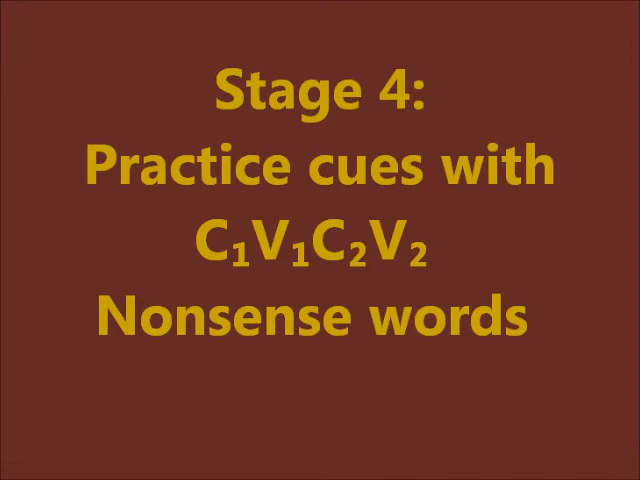 Stage 4:
Practice cues with
C₁V₁C₂V₂
Nonsense words